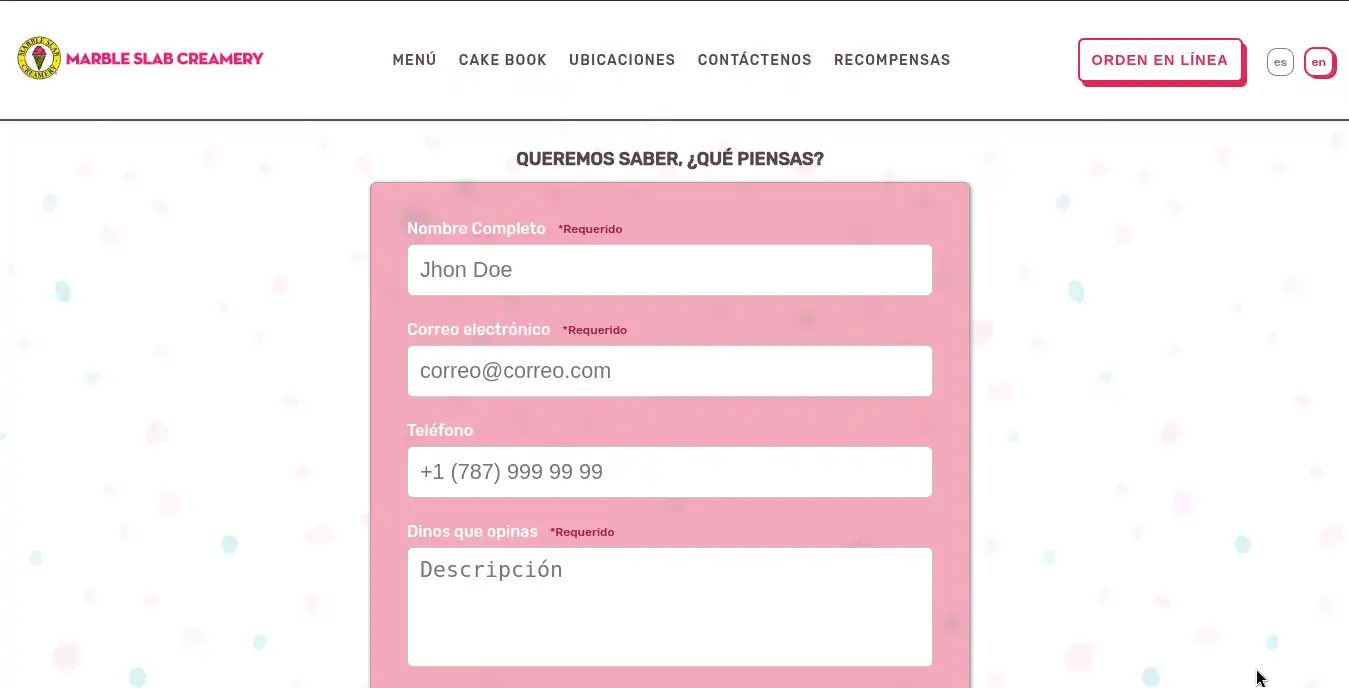 MARBLE SLAB CREAMERY
MARBLE SLAB CREAMERY
MENÚ CAKE BOOK UBICACIONES CONTÁCTENOS RECOMPENSAS
ORDEN EN LÍNEA
es
en
QUEREMOS SABER, ¿QUÉ PIENSAS?
Nombre Completo *Requerido
Jhon Doe
Correo electrónico *Requerido
correo@correo.com
Teléfono
+1 (787) 999 99 99
Dinos que opinas *Requerido
Descripción